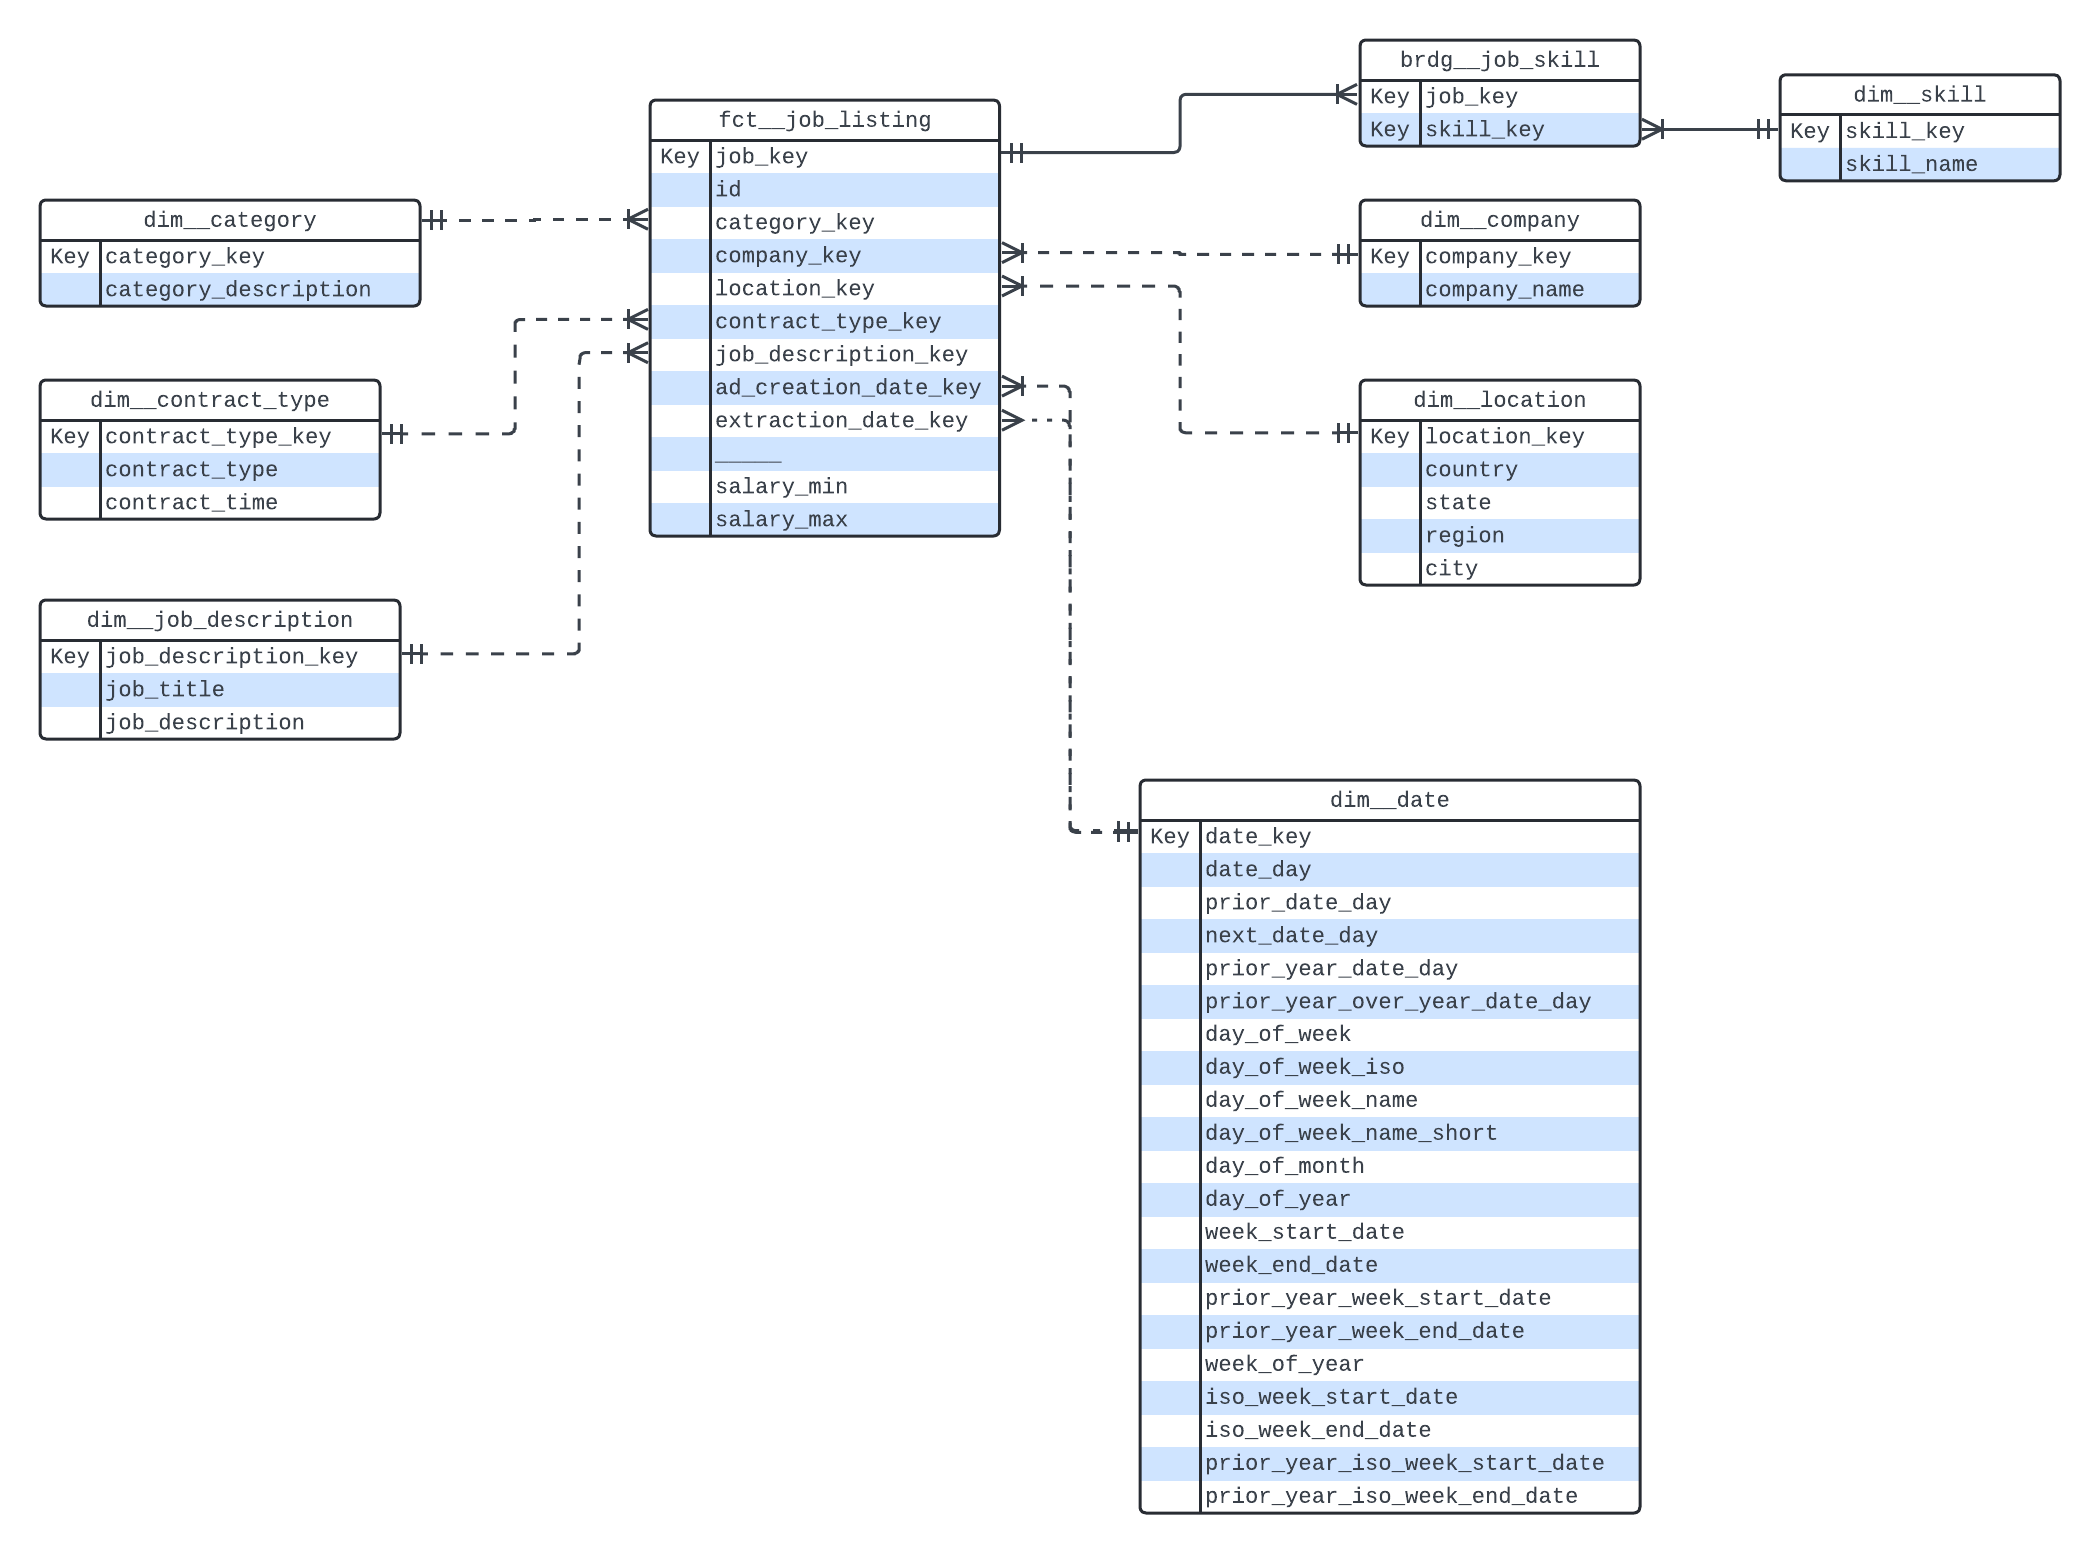 brdg__job_skill
Key job_key
Key skill_key
dim__skill
Key skill_key
skill_name
fct__job_listing
Key job_key
id
category_key
company_key
location_key
contract_type_key
job_description_key
ad_creation_date_key
extraction_date_key
_____
salary_min
salary_max
dim__category
Key category_key
category_description
dim__company
Key company_key
company_name
dim__contract_type
Key contract_type_key
contract_type
contract_time
dim__location
Key location_key
country
state
region
city
dim__job_description
Key job_description_key
job_title
job_description
dim__date
Key date_key
date_day
prior_date_day
next_date_day
prior_year_date_day
prior_year_over_year_date_day
day_of_week
day_of_week_iso
day_of_week_name
day_of_week_name_short
day_of_month
day_of_year
week_start_date
week_end_date
prior_year_week_start_date
prior_year_week_end_date
week_of_year
iso_week_start_date
iso_week_end_date
prior_year_iso_week_start_date
prior_year_iso_week_end_date